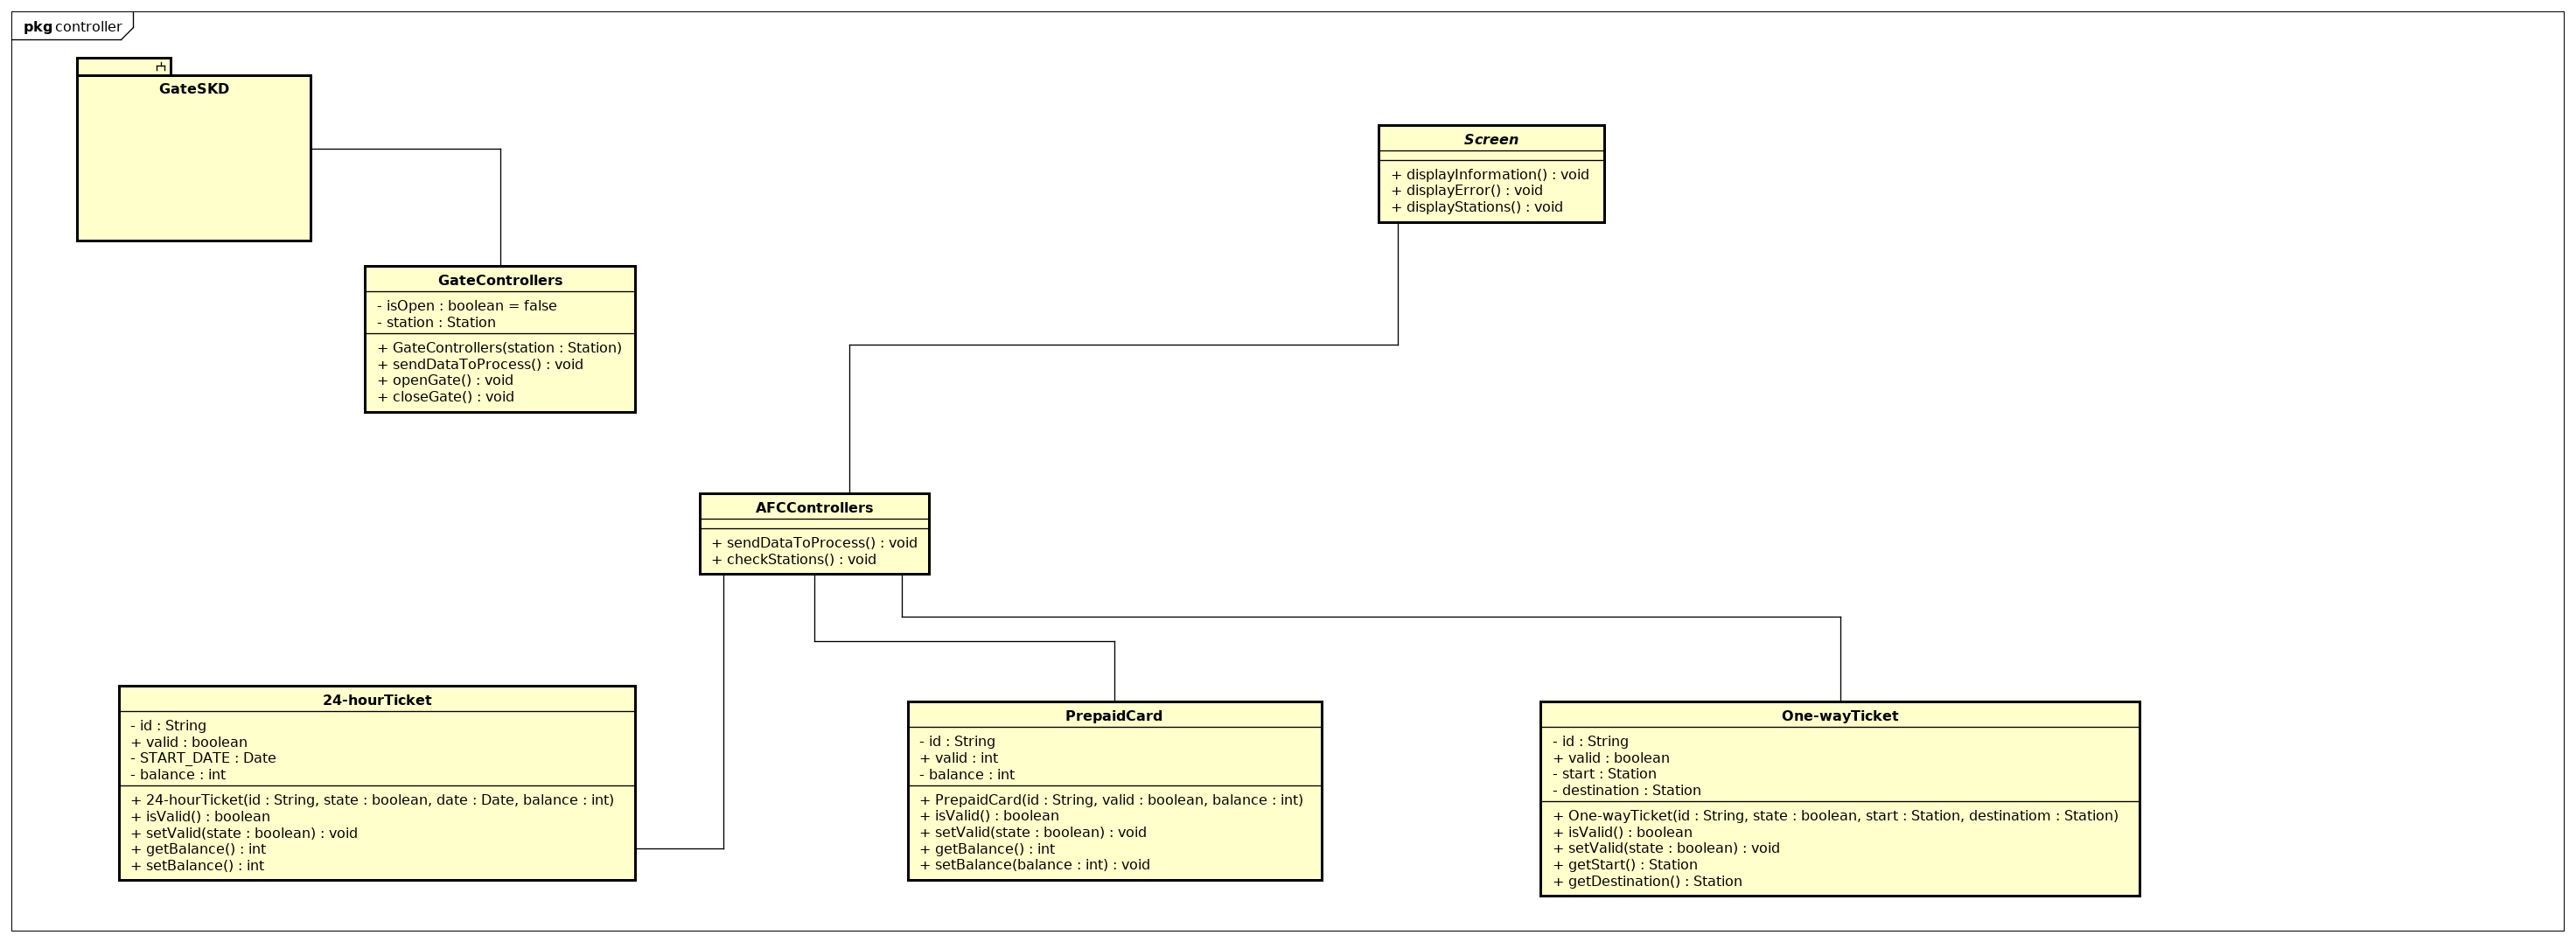 pkg controller
GateSKD
Screen
+ displayInformation() : void
+ displayError() : void
+ displayStations() : void
GateControllers
- isOpen : boolean = false
- station : Station
+ GateControllers(station : Station)
+ sendDataToProcess() : void
+ openGate() : void
+ closeGate() : void
AFCControllers
+ sendDataToProcess() : void
+ checkStations() : void
24-hourTicket
- id : String
+ valid : boolean
- START_DATE : Date
- balance : int
+ 24-hourTicket(id : String, state : boolean, date : Date, balance : int)
+ isValid() : boolean
+ setValid(state : boolean) : void
+ getBalance() : int
+ setBalance() : int
PrepaidCard
- id : String
+ valid : int
- balance : int
+ PrepaidCard(id : String, valid : boolean, balance : int)
+ isValid() : boolean
+ setValid(state : boolean) : void
+ getBalance() : int
+ setBalance(balance : int) : void
One-wayTicket
- id : String
+ valid : boolean
- start : Station
- destination : Station
+ One-wayTicket(id : String, state : boolean, start : Station, destinatiom : Station)
+ isValid() : boolean
+ setValid(state : boolean) : void
+ getStart() : Station
+ getDestination() : Station